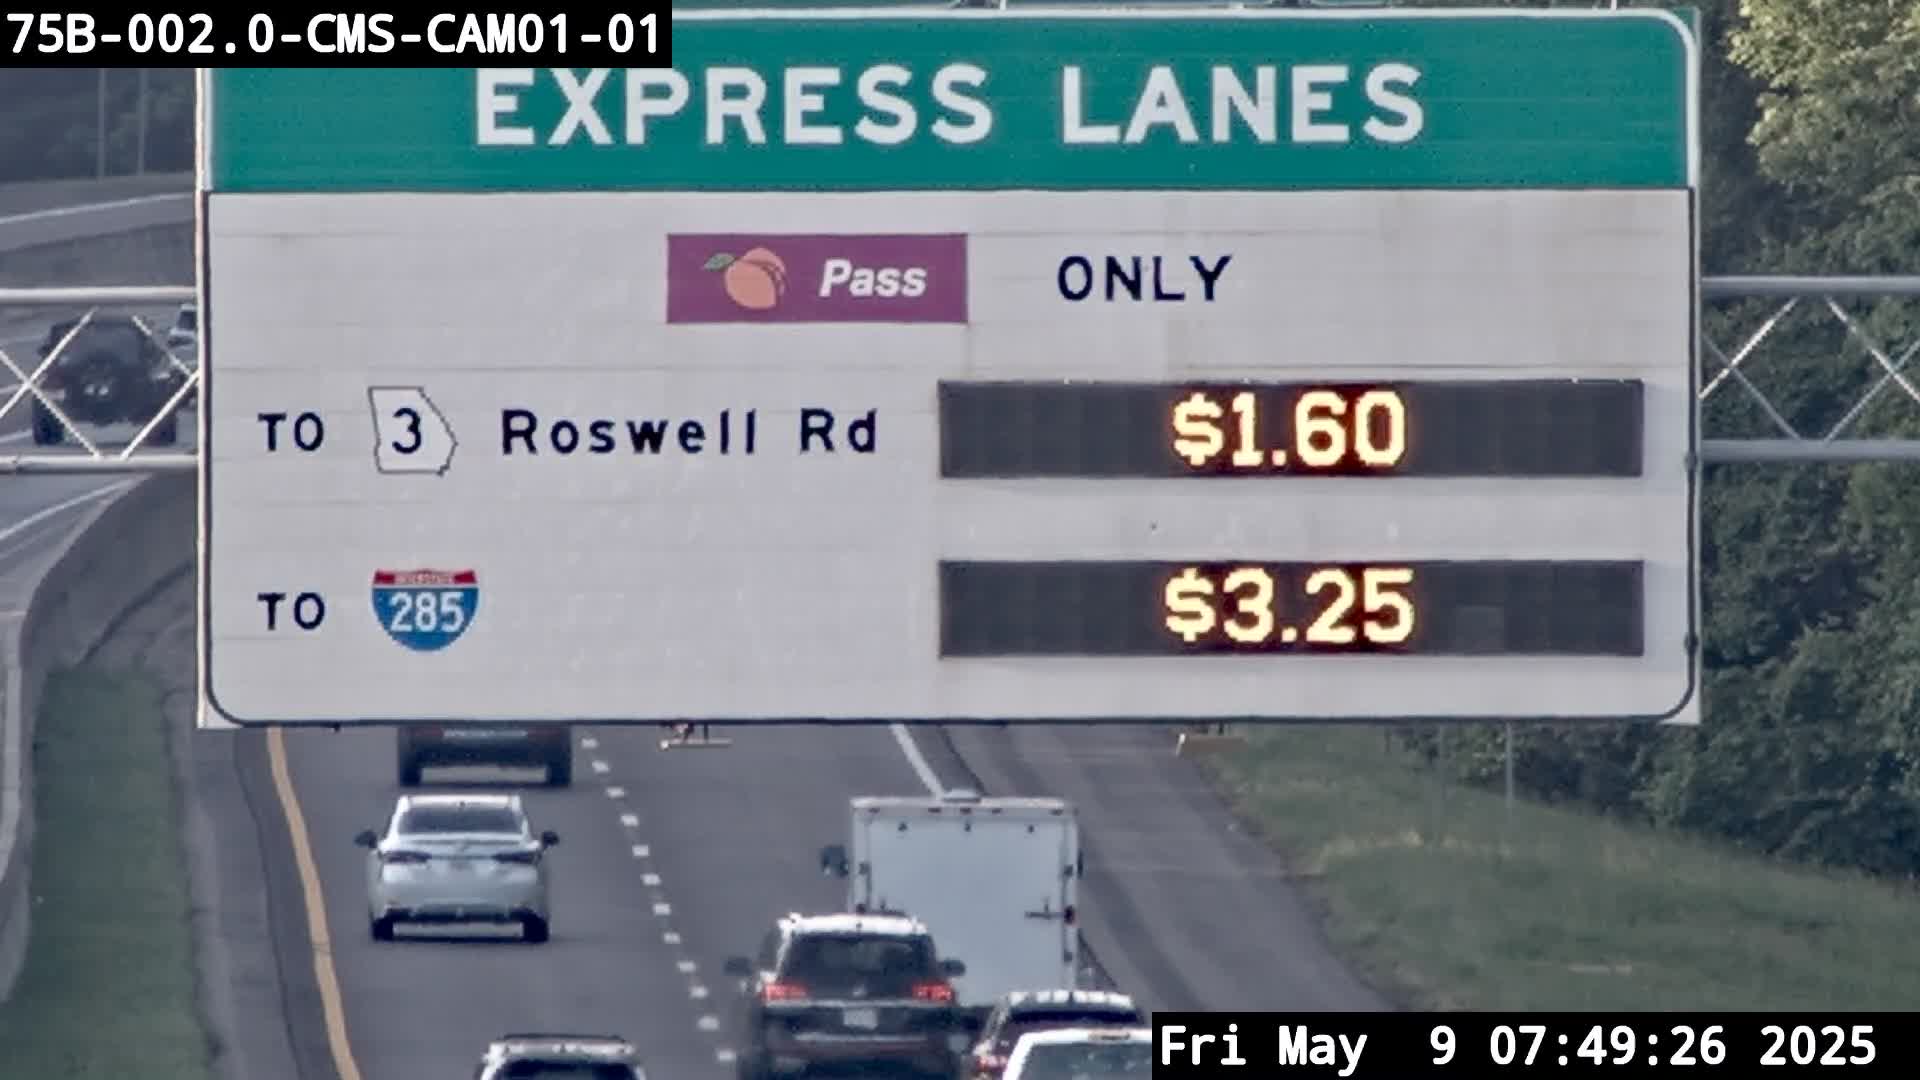 75B-002.0-CMS-CAM01-01
EXPRESS LANES
Pass ONLY
TO 3 Roswell Rd $1.60
TO INTERSTATE 285 $3.25
Fri May 9 07:49:26 2025